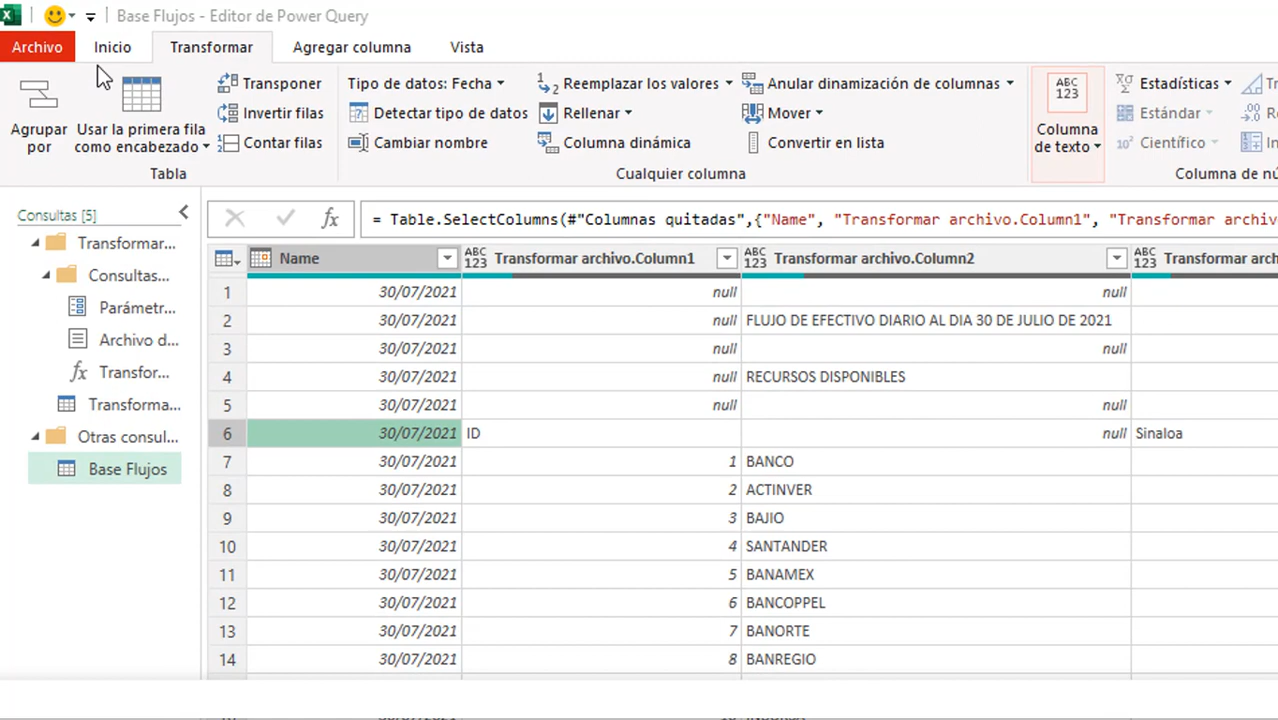 Base Flujos - Editor de Power Query
Archivo Inicio Transformar Agregar columna Vista
Agrupar por
Usar la primera fila como encabezado
Transponer
Invertir filas
Contar filas
Tabla
Tipo de datos: Fecha
Detectar tipo de datos
Cambiar nombre
Reemplazar los valores
Rellenar
Columna dinámica
Anular dinamización de columnas
Mover
Convertir en lista
Cualquier columna
ABC
123
Columna de texto
Estadísticas
Estándar
Científico
Columna de nú
Consultas [5]
Transformar...
Consultas...
Parámetr...
Archivo d...
Transfor...
Transforma...
Otras consul...
Base Flujos
fx = Table.SelectColumns(#"Columnas quitadas",{"Name", "Transformar archivo.Column1", "Transformar archiv
Name ABC 123 Transformar archivo.Column1 ABC 123 Transformar archivo.Column2 ABC 123 Transformar arch
1 30/07/2021 null null
2 30/07/2021 null FLUJO DE EFECTIVO DIARIO AL DIA 30 DE JULIO DE 2021
3 30/07/2021 null null
4 30/07/2021 null RECURSOS DISPONIBLES
5 30/07/2021 null null
6 30/07/2021 ID null Sinaloa
7 30/07/2021 1 BANCO
8 30/07/2021 2 ACTINVER
9 30/07/2021 3 BAJIO
10 30/07/2021 4 SANTANDER
11 30/07/2021 5 BANAMEX
12 30/07/2021 6 BANCOPPEL
13 30/07/2021 7 BANORTE
14 30/07/2021 8 BANREGIO